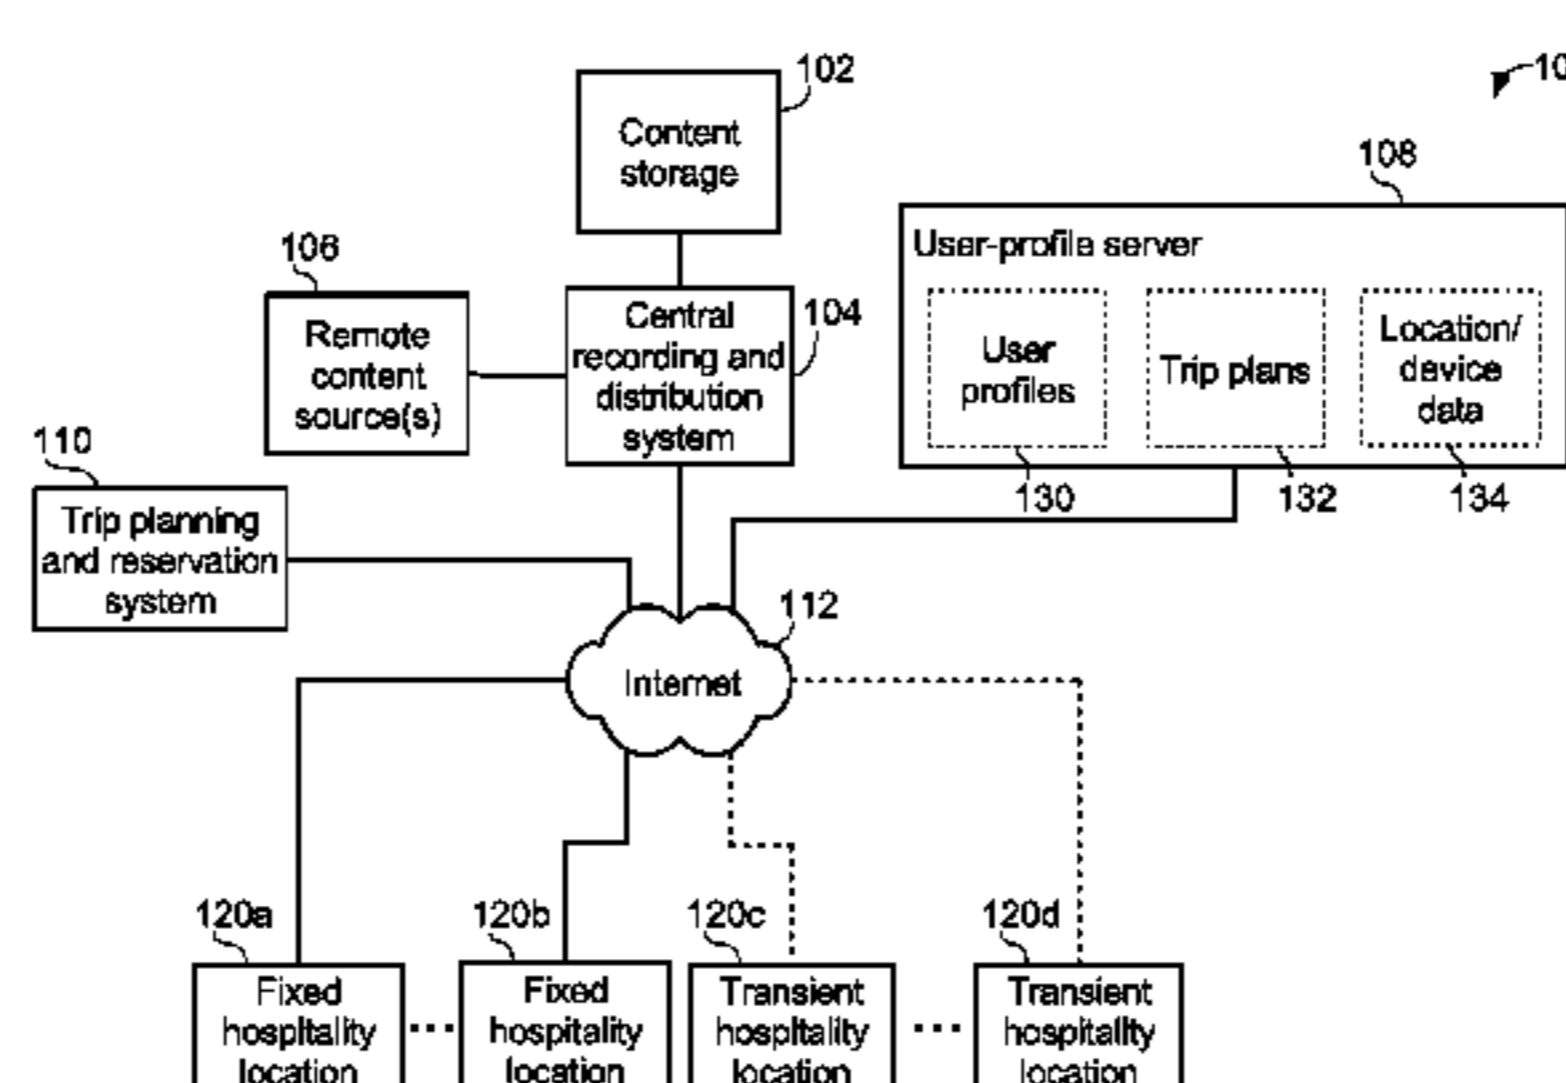 102
10
Content
storage
108
106
User-profile server
Remote
content
source(s)
Central
recording and
distribution
system
104
User
profiles
Trip plans
Location/
device
data
110
130
132
134
Trip planning
and reservation
system
112
Internet
120a
120b
120c
120d
Fixed
hospitality
location
...
Fixed
hospitality
location
Transient
hospitality
location
...
Transient
hospitality
location